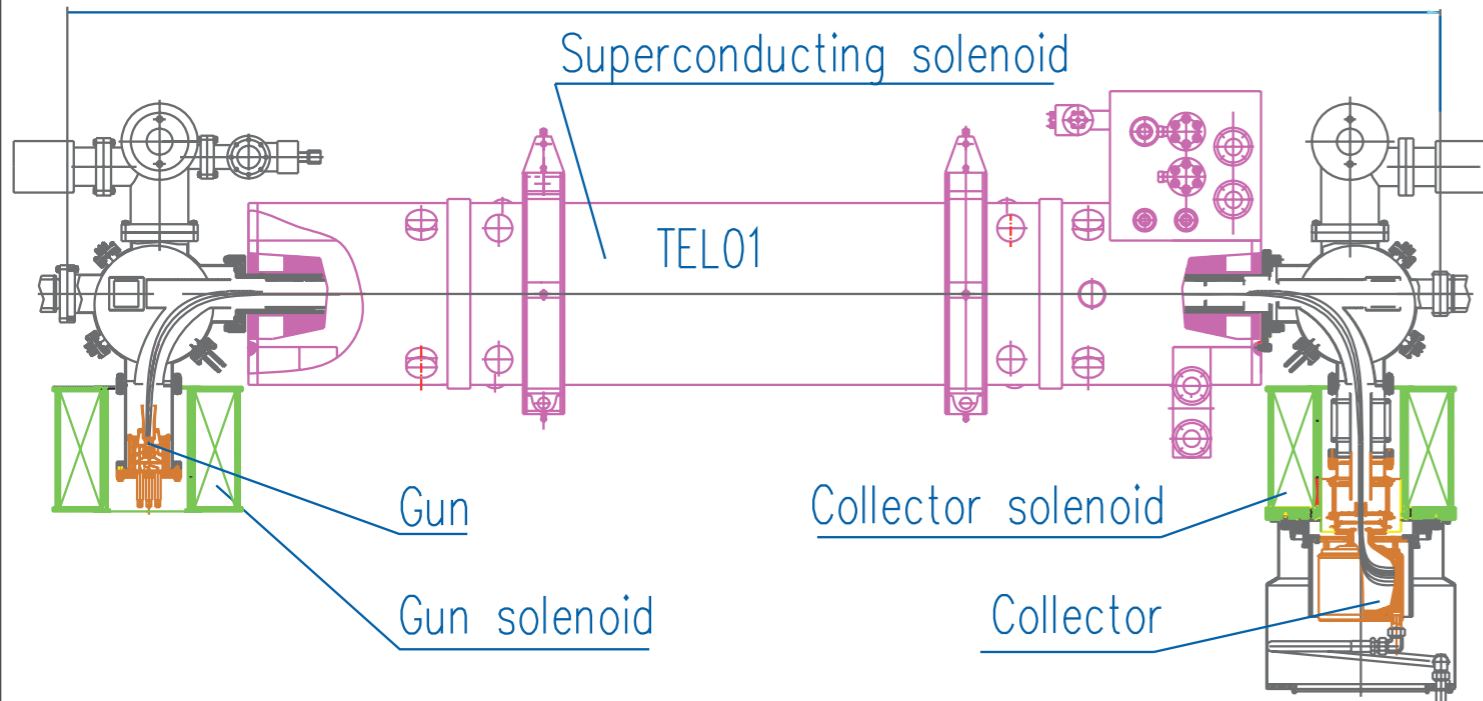 Superconducting solenoid
TEL01
Gun
Collector solenoid
Gun solenoid
Collector